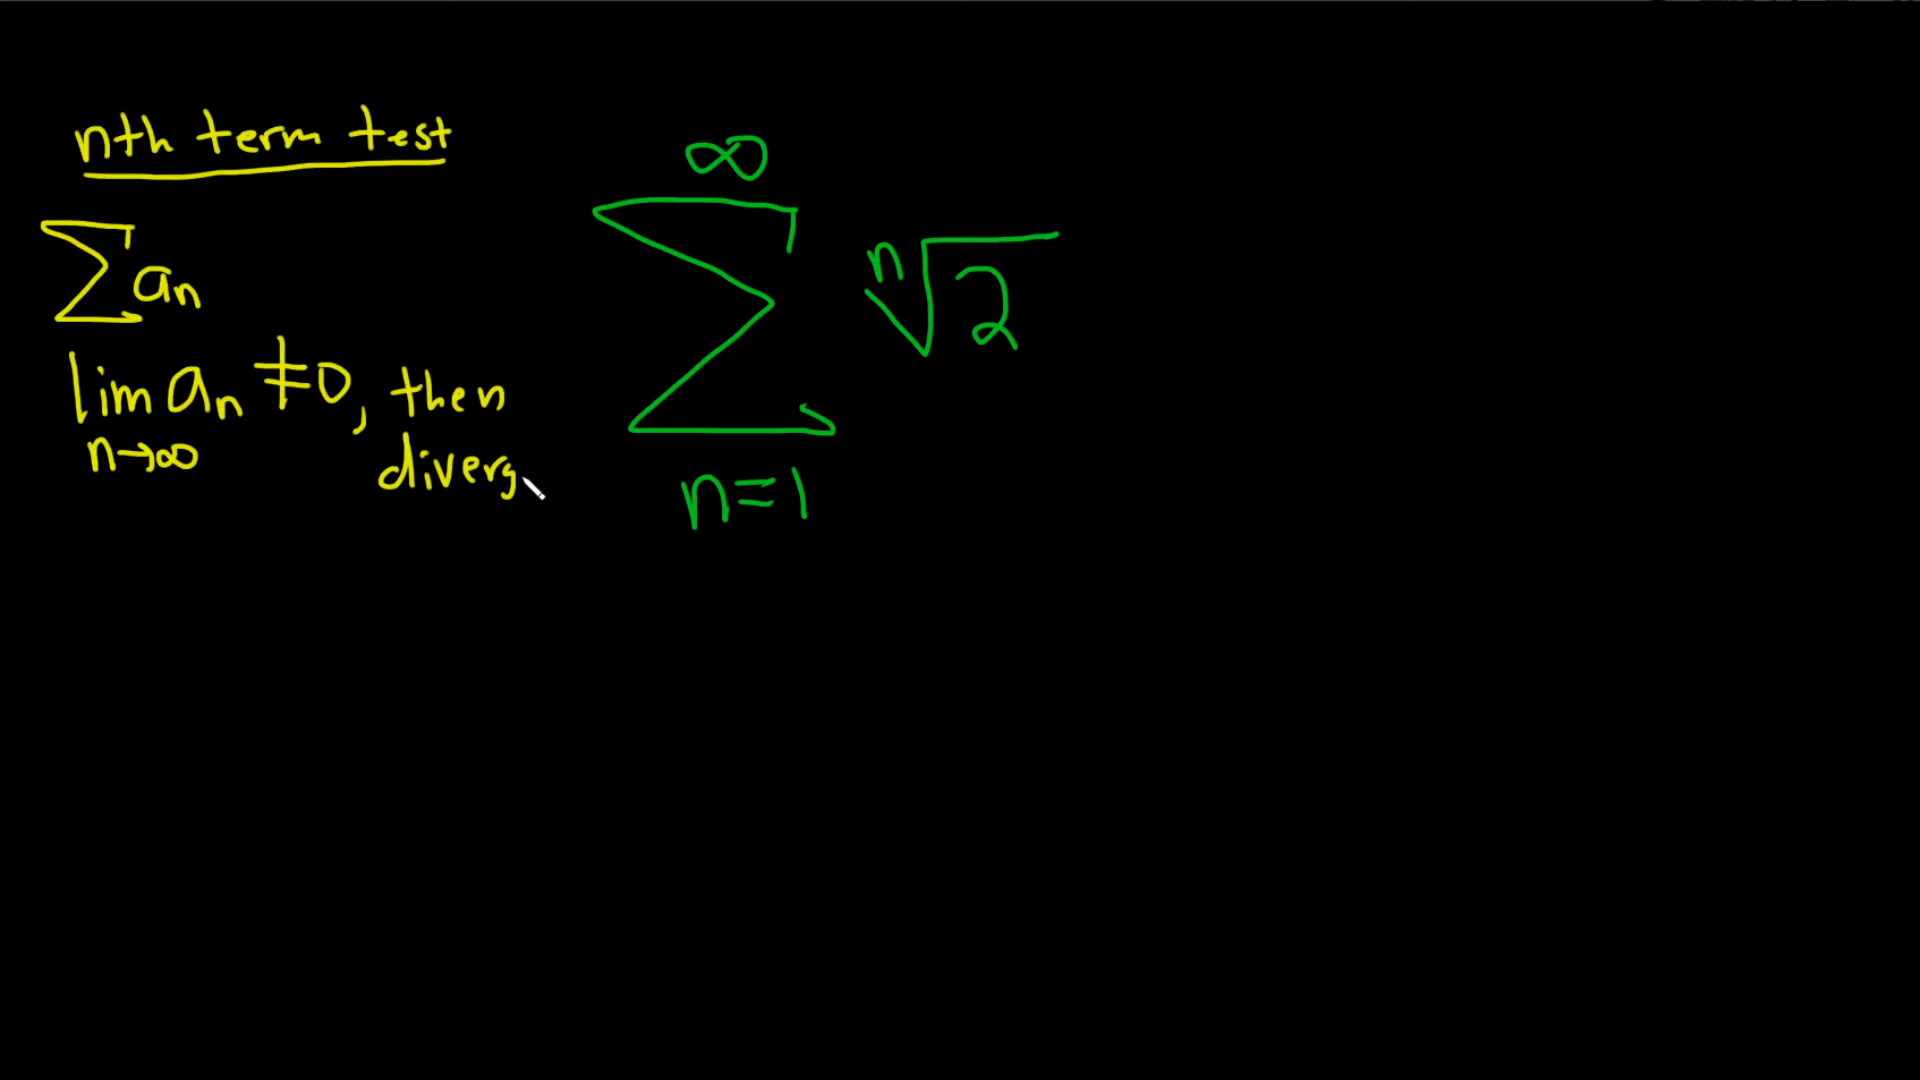 nth term test
∑ aₙ
lim aₙ ≠ 0, then
n→∞ diverg
∞
∑ ⁿ√2
n=1